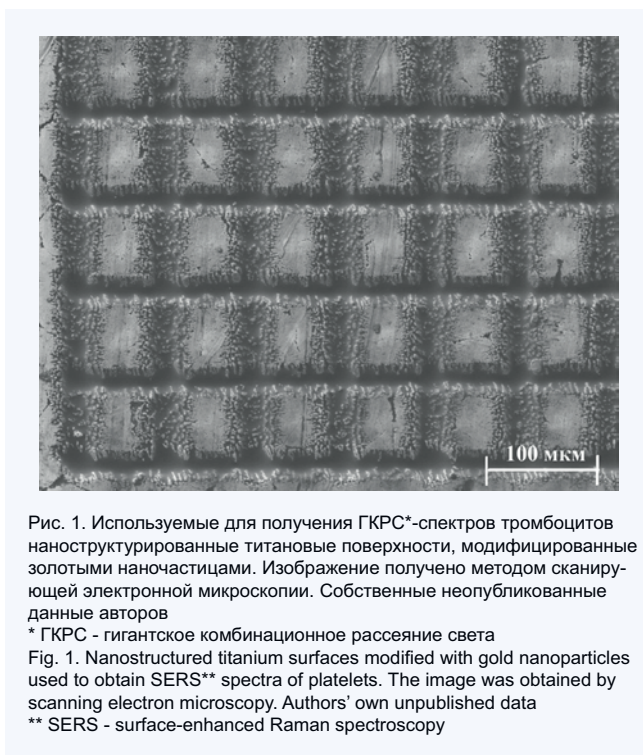 100 мкм
Рис. 1. Используемые для получения ГКРС*-спектров тромбоцитов
наноструктурированные титановые поверхности, модифицированные
золотыми наночастицами. Изображение получено методом сканиру-
ющей электронной микроскопии. Собственные неопубликованные
данные авторов
* ГКРС - гигантское комбинационное рассеяние света
Fig. 1. Nanostructured titanium surfaces modified with gold nanoparticles
used to obtain SERS** spectra of platelets. The image was obtained by
scanning electron microscopy. Authors’ own unpublished data
** SERS - surface-enhanced Raman spectroscopy